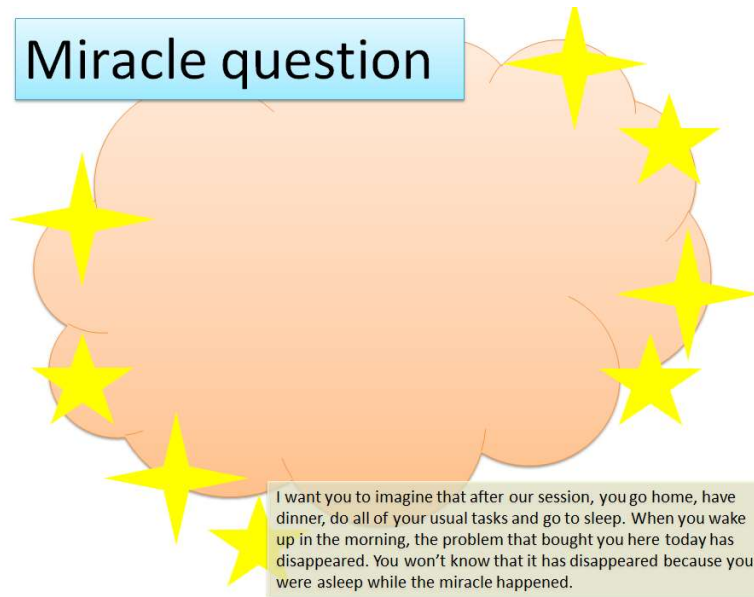 Miracle question
I want you to imagine that after our session, you go home, have
dinner, do all of your usual tasks and go to sleep. When you wake
up in the morning, the problem that bought you here today has
disappeared. You won't know that it has disappeared because you
were asleep while the miracle happened.